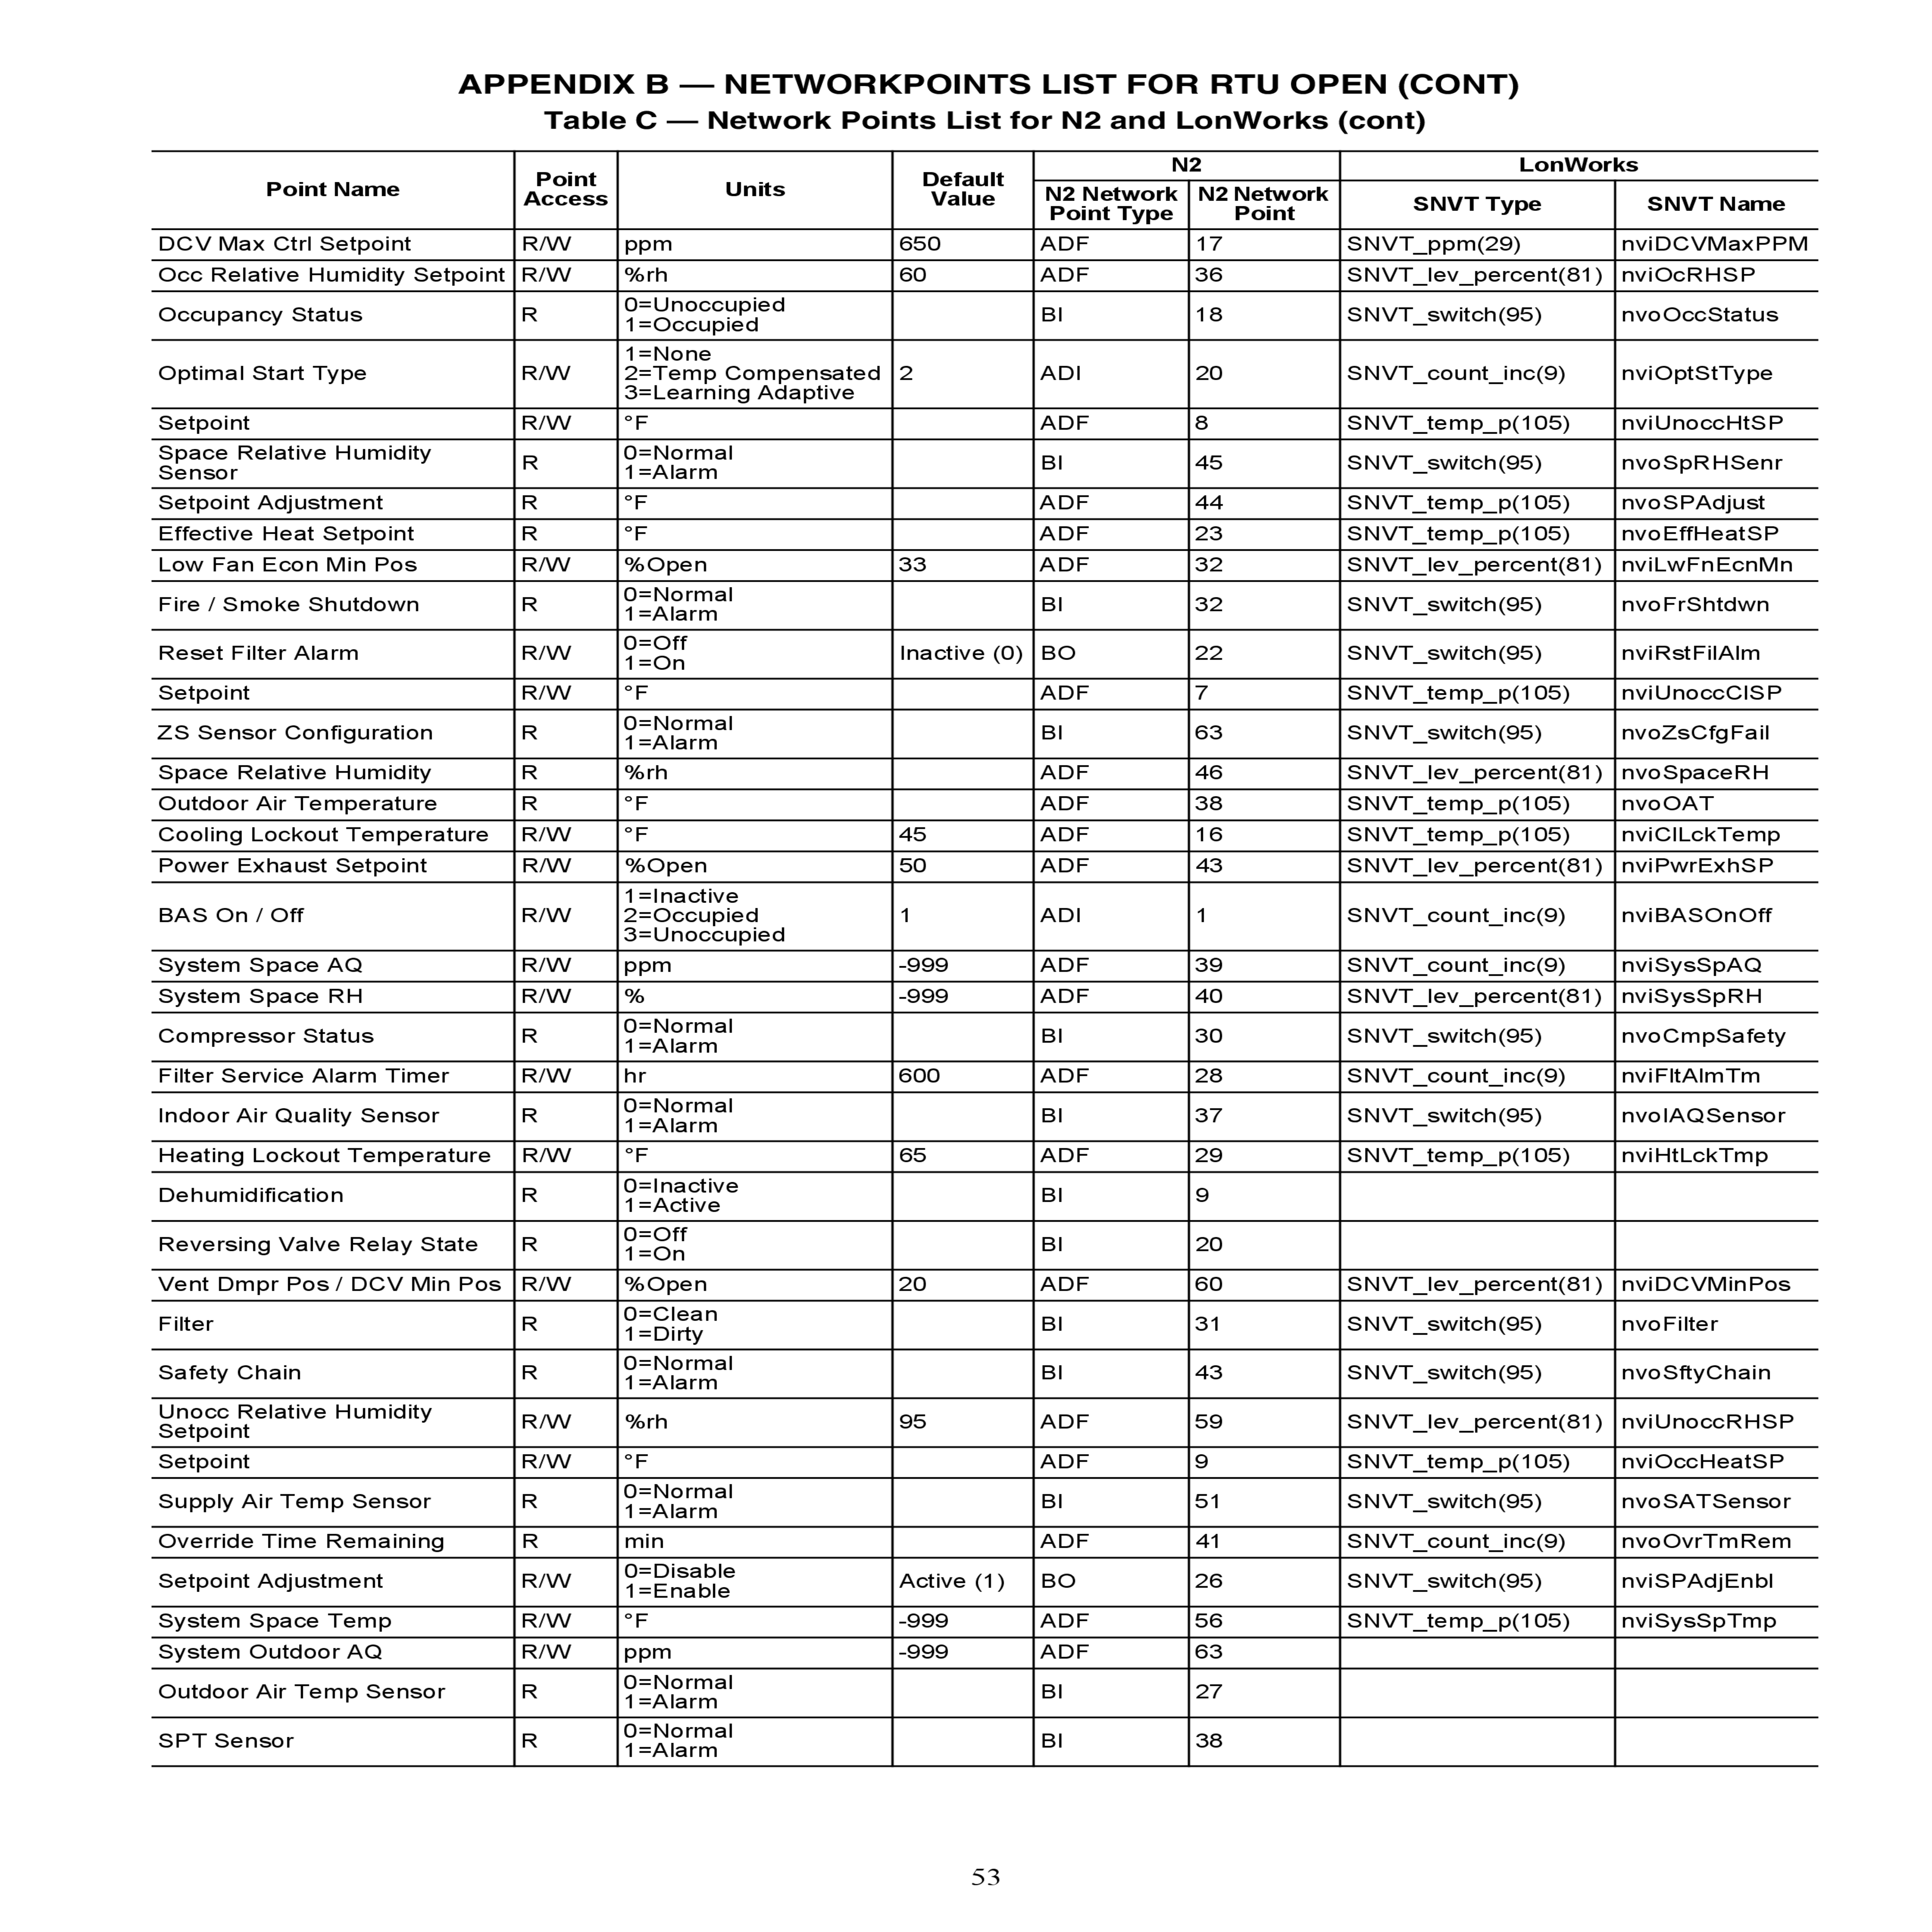 APPENDIX B — NETWORKPOINTS LIST FOR RTU OPEN (CONT)
Table C — Network Points List for N2 and LonWorks (cont)
Point Name Point Access Units Default Value N2 LonWorks
N2 Network Point Type N2 Network Point SNVT Type SNVT Name
DCV Max Ctrl Setpoint R/W ppm 650 ADF 17 SNVT_ppm(29) nviDCVMaxPPM
Occ Relative Humidity Setpoint R/W %rh 60 ADF 36 SNVT_lev_percent(81) nviOcRHSP
Occupancy Status R 0=Unoccupied 1=Occupied BI 18 SNVT_switch(95) nvoOccStatus
Optimal Start Type R/W 1=None 2=Temp Compensated 3=Learning Adaptive 2 ADI 20 SNVT_count_inc(9) nviOptStType
Setpoint R/W °F ADF 8 SNVT_temp_p(105) nviUnoccHtSP
Space Relative Humidity Sensor R 0=Normal 1=Alarm BI 45 SNVT_switch(95) nvoSpRHSenr
Setpoint Adjustment R °F ADF 44 SNVT_temp_p(105) nvoSPAdjust
Effective Heat Setpoint R °F ADF 23 SNVT_temp_p(105) nvoEffHeatSP
Low Fan Econ Min Pos R/W %Open 33 ADF 32 SNVT_lev_percent(81) nviLwFnEcnMn
Fire / Smoke Shutdown R 0=Normal 1=Alarm BI 32 SNVT_switch(95) nvoFrShtdwn
Reset Filter Alarm R/W 0=Off 1=On Inactive (0) BO 22 SNVT_switch(95) nviRstFilAlm
Setpoint R/W °F ADF 7 SNVT_temp_p(105) nviUnoccClSP
ZS Sensor Configuration R 0=Normal 1=Alarm BI 63 SNVT_switch(95) nvoZsCfgFail
Space Relative Humidity R %rh ADF 46 SNVT_lev_percent(81) nvoSpaceRH
Outdoor Air Temperature R °F ADF 38 SNVT_temp_p(105) nvoOAT
Cooling Lockout Temperature R/W °F 45 ADF 16 SNVT_temp_p(105) nviClLckTemp
Power Exhaust Setpoint R/W %Open 50 ADF 43 SNVT_lev_percent(81) nviPwrExhSP
BAS On / Off R/W 1=Inactive 2=Occupied 3=Unoccupied 1 ADI 1 SNVT_count_inc(9) nviBASOnOff
System Space AQ R/W ppm -999 ADF 39 SNVT_count_inc(9) nviSysSpAQ
System Space RH R/W % -999 ADF 40 SNVT_lev_percent(81) nviSysSpRH
Compressor Status R 0=Normal 1=Alarm BI 30 SNVT_switch(95) nvoCmpSafety
Filter Service Alarm Timer R/W hr 600 ADF 28 SNVT_count_inc(9) nviFltAlmTm
Indoor Air Quality Sensor R 0=Normal 1=Alarm BI 37 SNVT_switch(95) nvoIAQSensor
Heating Lockout Temperature R/W °F 65 ADF 29 SNVT_temp_p(105) nviHtLckTmp
Dehumidification R 0=Inactive 1=Active BI 9
Reversing Valve Relay State R 0=Off 1=On BI 20
Vent Dmpr Pos / DCV Min Pos R/W %Open 20 ADF 60 SNVT_lev_percent(81) nviDCVMinPos
Filter R 0=Clean 1=Dirty BI 31 SNVT_switch(95) nvoFilter
Safety Chain R 0=Normal 1=Alarm BI 43 SNVT_switch(95) nvoSftyChain
Unocc Relative Humidity Setpoint R/W %rh 95 ADF 59 SNVT_lev_percent(81) nviUnoccRHSP
Setpoint R/W °F ADF 9 SNVT_temp_p(105) nviOccHeatSP
Supply Air Temp Sensor R 0=Normal 1=Alarm BI 51 SNVT_switch(95) nvoSATSensor
Override Time Remaining R min ADF 41 SNVT_count_inc(9) nvoOvrTmRem
Setpoint Adjustment R/W 0=Disable 1=Enable Active (1) BO 26 SNVT_switch(95) nviSPAdjEnbl
System Space Temp R/W °F -999 ADF 56 SNVT_temp_p(105) nviSysSpTmp
System Outdoor AQ R/W ppm -999 ADF 63
Outdoor Air Temp Sensor R 0=Normal 1=Alarm BI 27
SPT Sensor R 0=Normal 1=Alarm BI 38
53